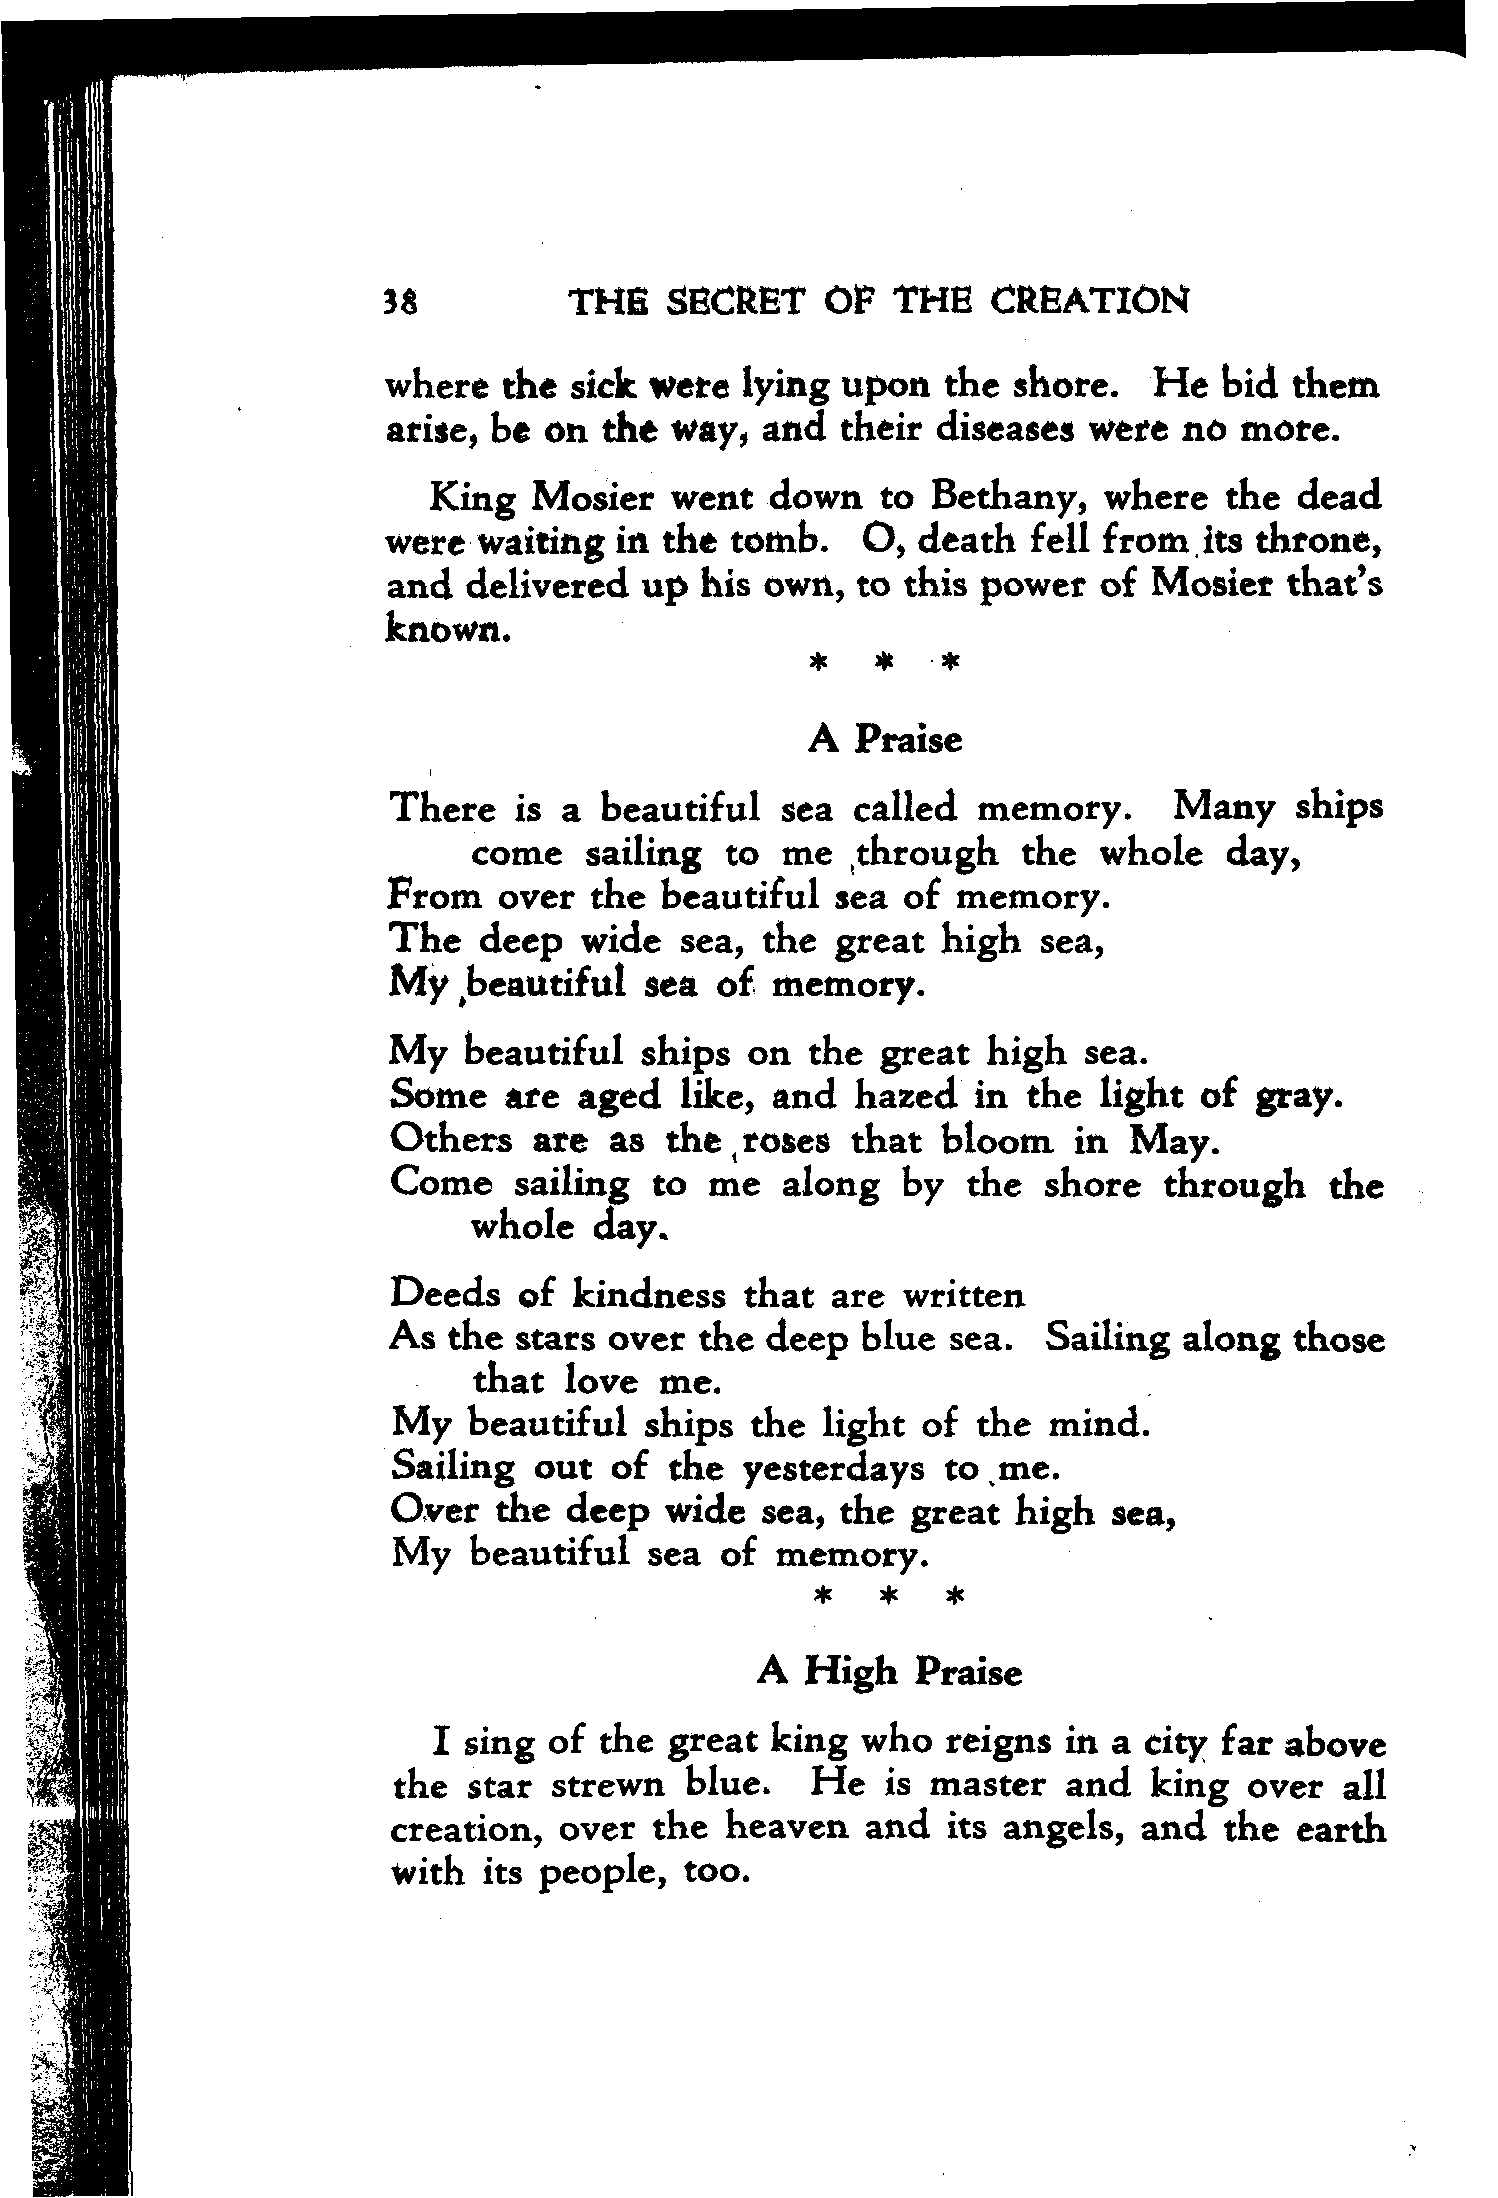 38 THE SECRET OF THE CREATION
where the sick were lying upon the shore. He bid them
arise, be on the way, and their diseases were no more.
King Mosier went down to Bethany, where the dead
were waiting in the tomb. O, death fell from its throne,
and delivered up his own, to this power of Mosier that's
known.
* * *
A Praise
There is a beautiful sea called memory. Many ships
come sailing to me through the whole day,
From over the beautiful sea of memory.
The deep wide sea, the great high sea,
My beautiful sea of memory.
My beautiful ships on the great high sea.
Some are aged like, and hazed in the light of gray.
Others are as the roses that bloom in May.
Come sailing to me along by the shore through the
whole day.
Deeds of kindness that are written
As the stars over the deep blue sea. Sailing along those
that love me.
My beautiful ships the light of the mind.
Sailing out of the yesterdays to me.
Over the deep wide sea, the great high sea,
My beautiful sea of memory.
* * *
A High Praise
I sing of the great king who reigns in a city far above
the star strewn blue. He is master and king over all
creation, over the heaven and its angels, and the earth
with its people, too.